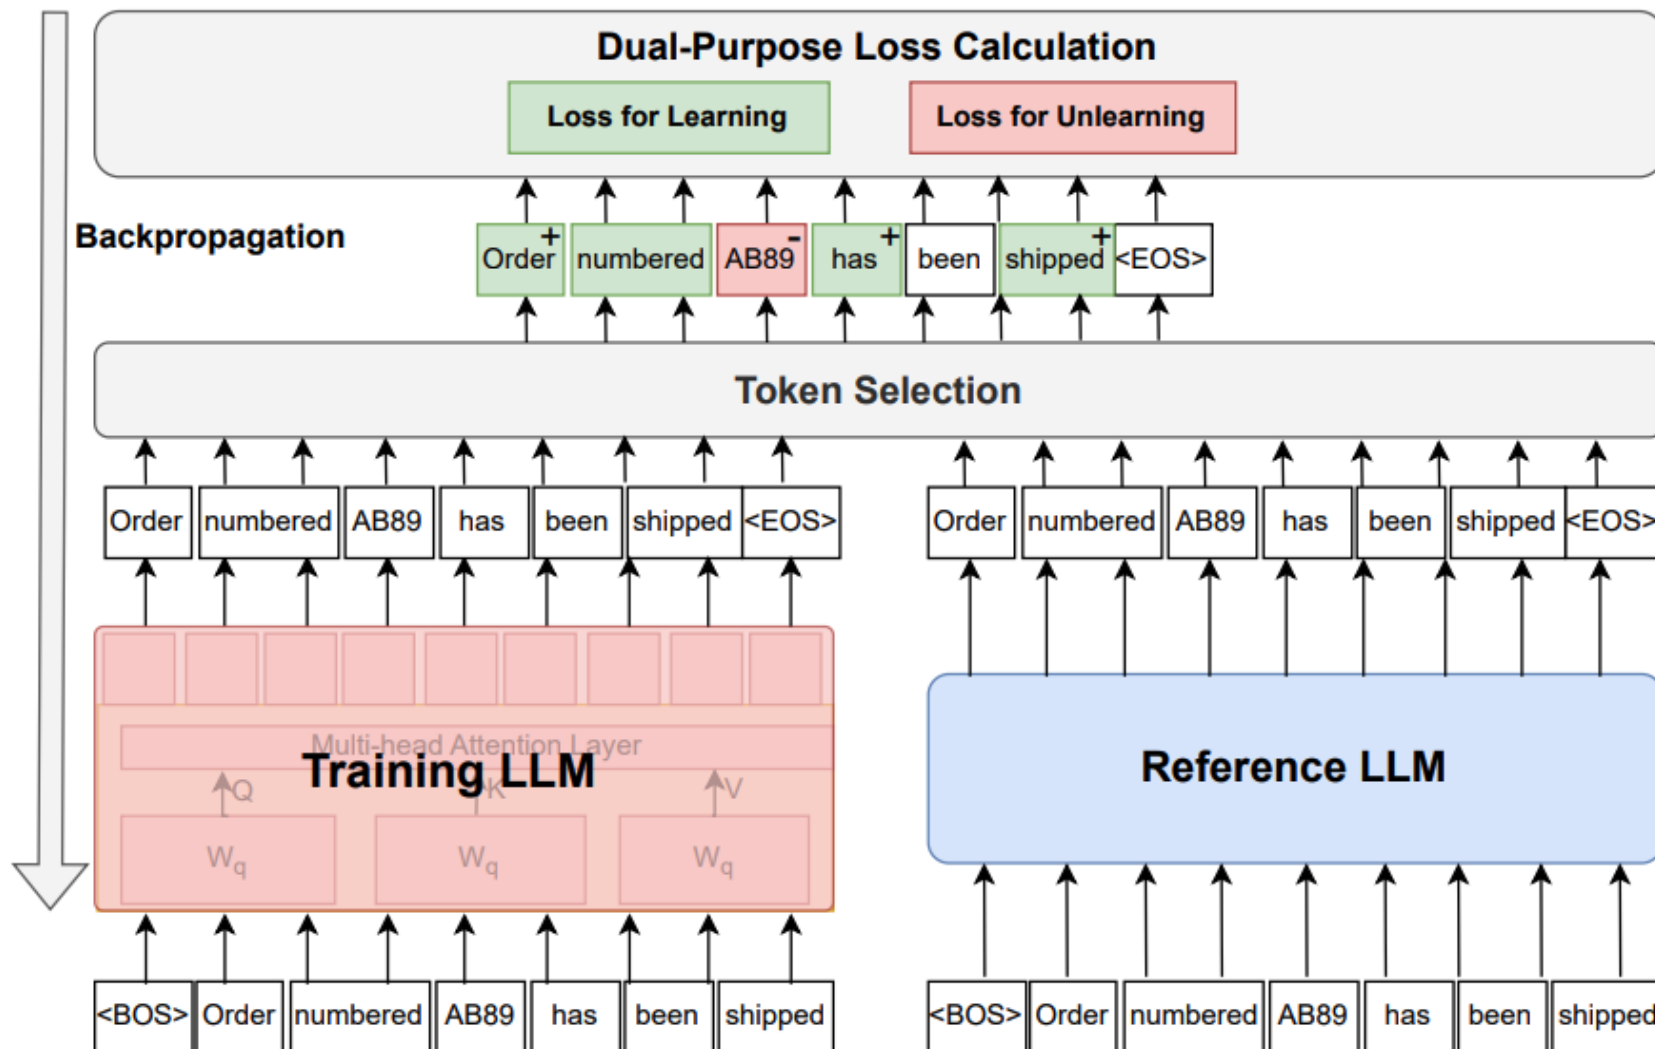 Dual-Purpose Loss Calculation
Loss for Learning Loss for Unlearning
Backpropagation
Order + numbered AB89 - has + been shipped + <EOS>
Token Selection
Order numbered AB89 has been shipped <EOS>
Order numbered AB89 has been shipped <EOS>
Multi-head Attention Layer
Training LLM
Q K V
Wq Wq Wq
Reference LLM
<BOS> Order numbered AB89 has been shipped
<BOS> Order numbered AB89 has been shipped